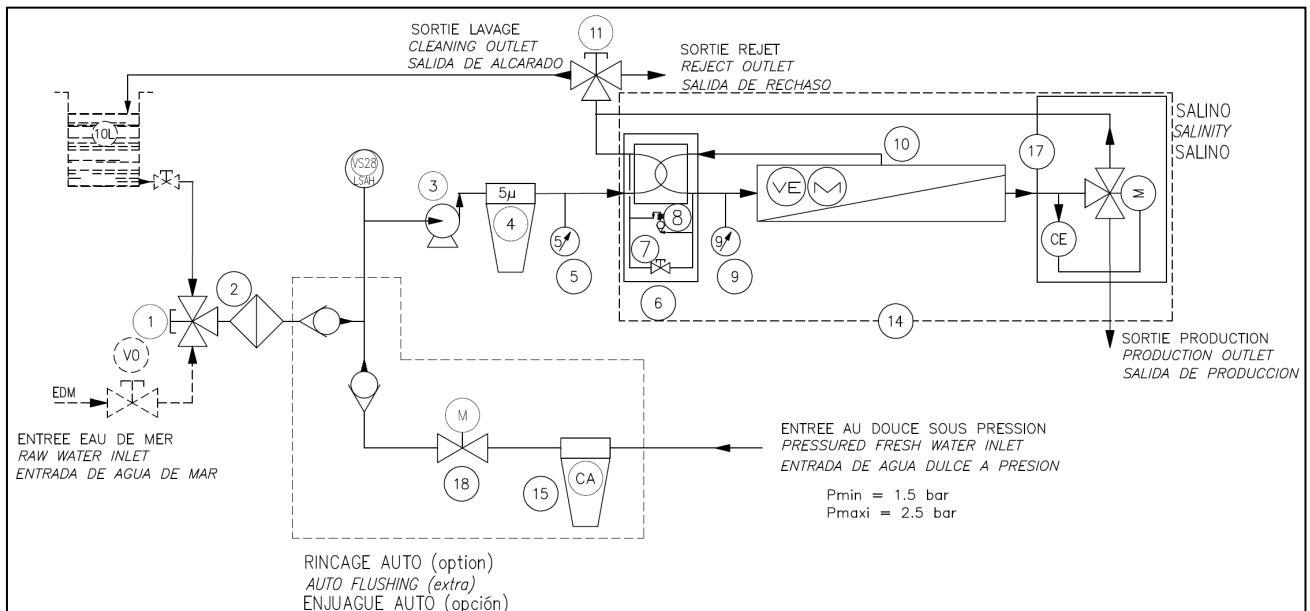 SORTIE LAVAGE
CLEANING OUTLET
SALIDA DE ALCARADO
11
SORTIE REJET
REJECT OUTLET
SALIDA DE RECHASO
10L
VS28
LSAH
3
5µ
4
5
5
7
8
6
9
9
10
VE
M
17
SALINO
SALINITY
SALINO
M
CE
14
SORTIE PRODUCTION
PRODUCTION OUTLET
SALIDA DE PRODUCCION
1
2
V0
EDM
ENTREE EAU DE MER
RAW WATER INLET
ENTRADA DE AGUA DE MAR
M
18
15
CA
ENTREE AU DOUCE SOUS PRESSION
PRESSURED FRESH WATER INLET
ENTRADA DE AGUA DULCE A PRESION
Pmin = 1.5 bar
Pmaxi = 2.5 bar
RINCAGE AUTO (option)
AUTO FLUSHING (extra)
ENJUAGUE AUTO (opción)